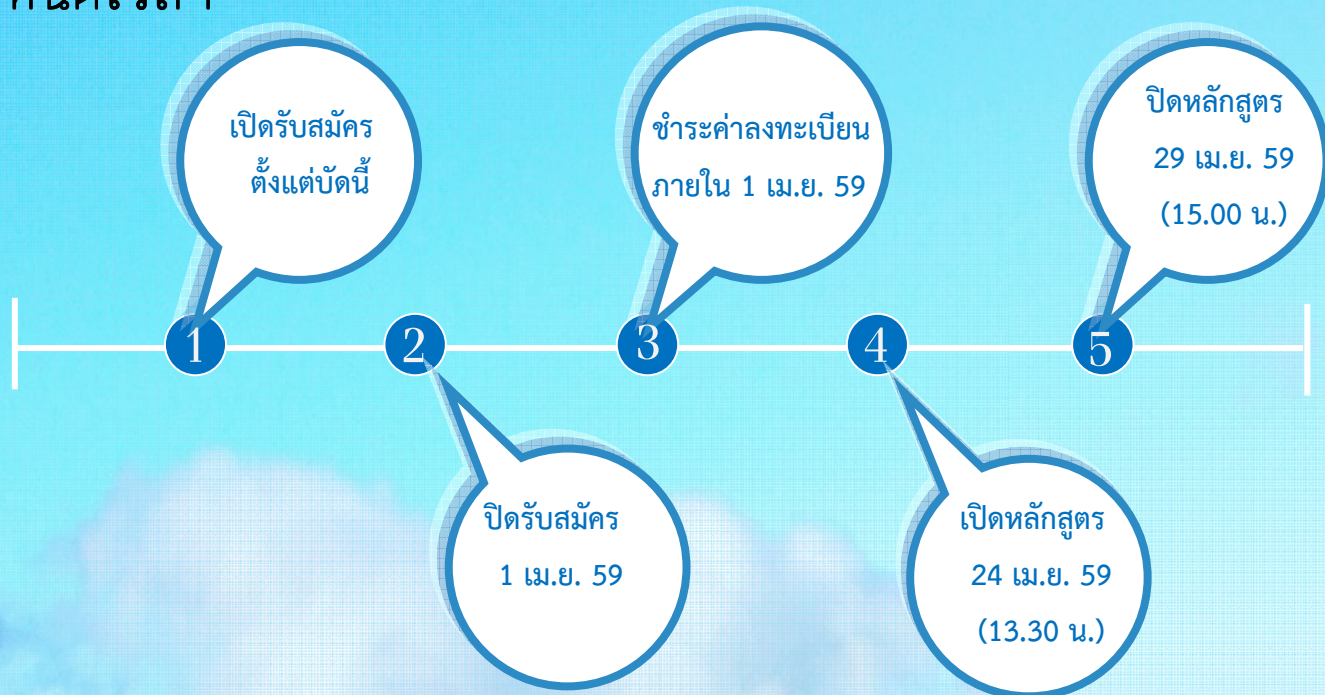 เปิดรับสมัคร
ตั้งแต่บัดนี้
ชำระค่าลงทะเบียน
ภายใน 1 เม.ย. 59
ปิดหลักสูตร
29 เม.ย. 59
(15.00 น.)
1
2
3
4
5
ปิดรับสมัคร
1 เม.ย. 59
เปิดหลักสูตร
24 เม.ย. 59
(13.30 น.)